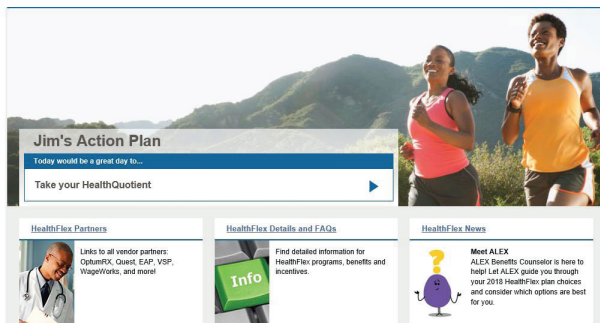 Jim's Action Plan
Today would be a great day to...
Take your HealthQuotient
HealthFlex Partners
Links to all vendor partners:
OptumRX, Quest, EAP, VSP,
WageWorks, and more!
HealthFlex Details and FAQs
Info
Find detailed information for
HealthFlex programs, benefits and
incentives.
HealthFlex News
Meet ALEX
ALEX Benefits Counselor is here to
help! Let ALEX guide you through
your 2018 HealthFlex plan choices
and consider which options are best
for you.